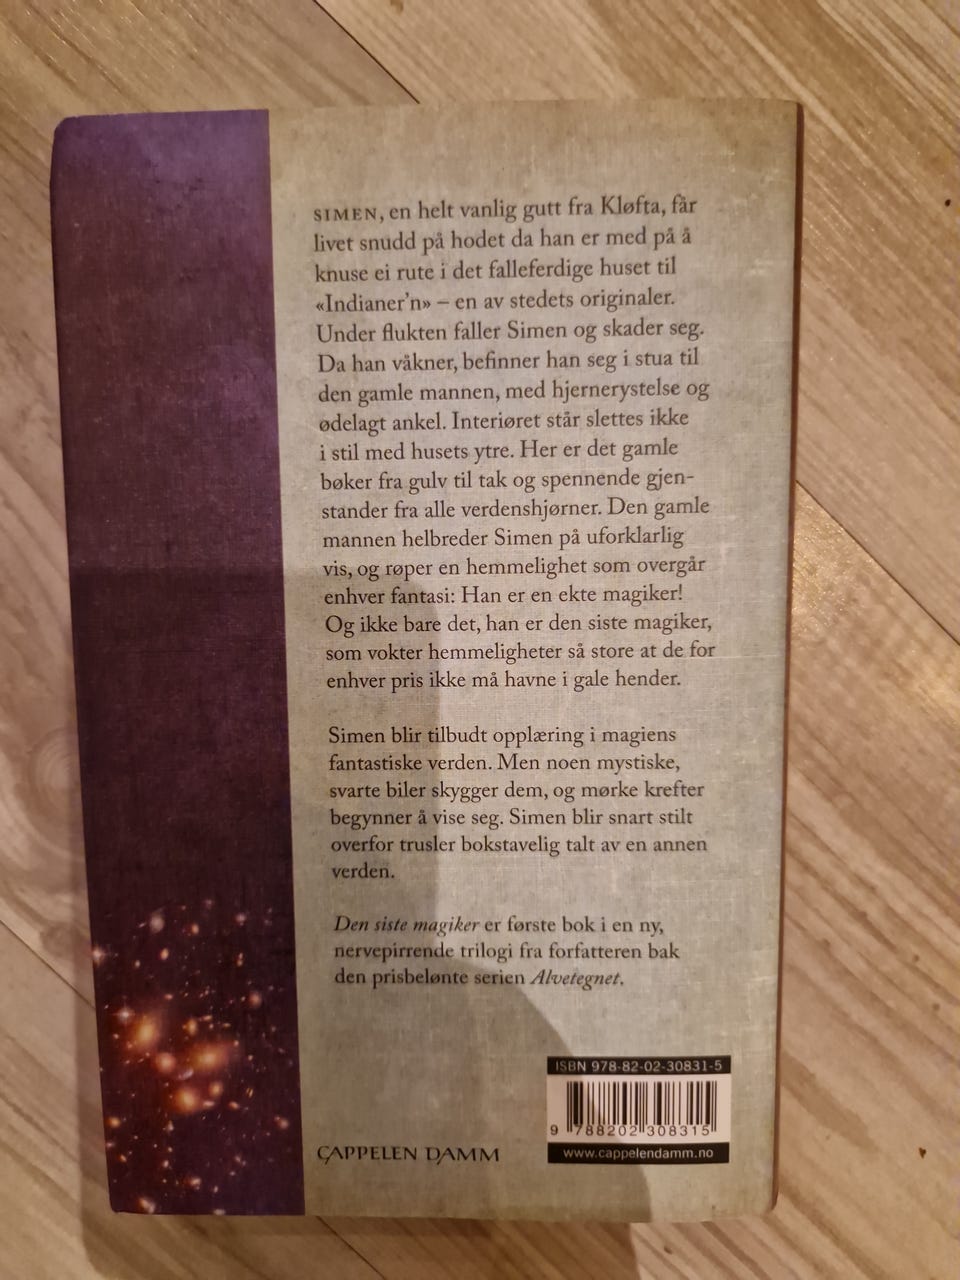 SIMEN, en helt vanlig gutt fra Kløfta, får
livet snudd på hodet da han er med på å
knuse ei rute i det falleferdige huset til
«Indianer'n» – en av stedets originaler.
Under flukten faller Simen og skader seg.
Da han våkner, befinner han seg i stua til
den gamle mannen, med hjernerystelse og
ødelagt ankel. Interiøret står slettes ikke
i stil med husets ytre. Her er det gamle
bøker fra gulv til tak og spennende gjen-
stander fra alle verdenshjørner. Den gamle
mannen helbreder Simen på uforklarlig
vis, og røper en hemmelighet som overgår
enhver fantasi: Han er en ekte magiker!
Og ikke bare det, han er den siste magiker,
som vokter hemmeligheter så store at de for
enhver pris ikke må havne i gale hender.
Simen blir tilbudt opplæring i magiens
fantastiske verden. Men noen mystiske,
svarte biler skygger dem, og mørke krefter
begynner å vise seg. Simen blir snart stilt
overfor trusler bokstavelig talt av en annen
verden.
Den siste magiker er første bok i en ny,
nervepirrende trilogi fra forfatteren bak
den prisbelønte serien Alvetegnet.
ISBN 978-82-02-30831-5
9 788202 308315
www.cappelendamm.no
CAPPELEN DAMM